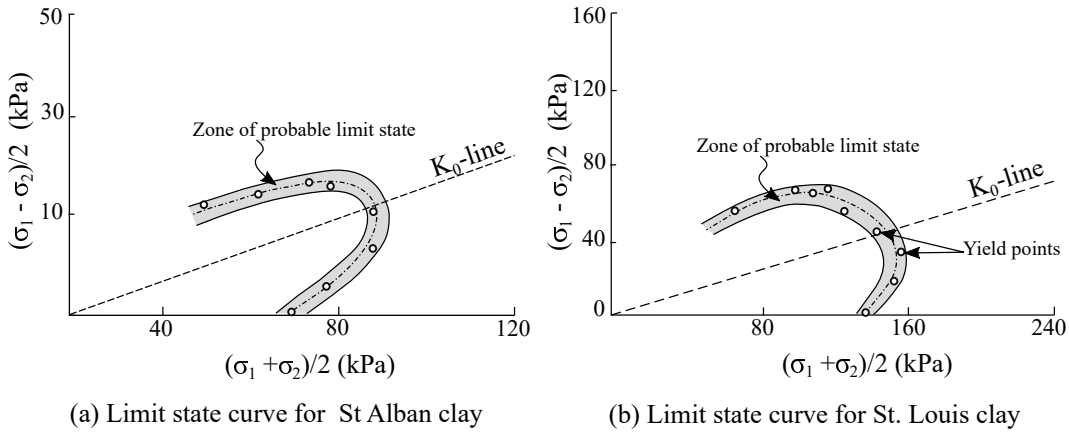 50
30
10
(σ₁ - σ₂)/2 (kPa)
Zone of probable limit state
K₀-line
40
80
120
(σ₁ +σ₂)/2 (kPa)
(a) Limit state curve for St Alban clay
160
120
80
40
0
(σ₁ - σ₂)/2 (kPa)
Zone of probable limit state
K₀-line
Yield points
80
160
240
(σ₁ +σ₂)/2 (kPa)
(b) Limit state curve for St. Louis clay